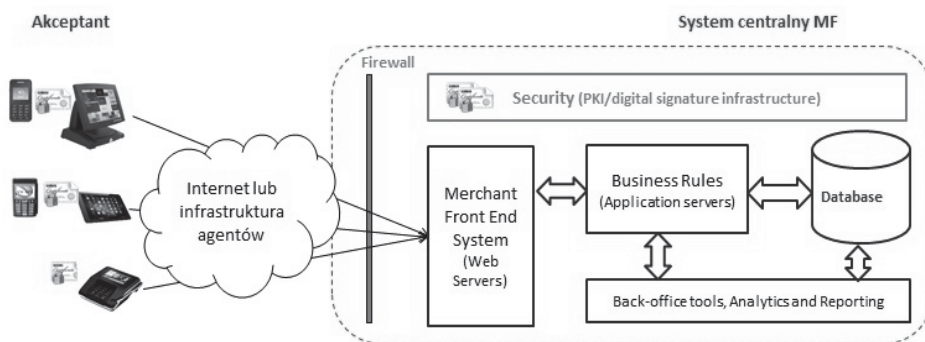 Akceptant
System centralny MF
Firewall
Security (PKI/digital signature infrastructure)
Internet lub
infrastruktura
agentów
Merchant
Front End
System
(Web
Servers)
Business Rules
(Application servers)
Database
Back-office tools, Analytics and Reporting